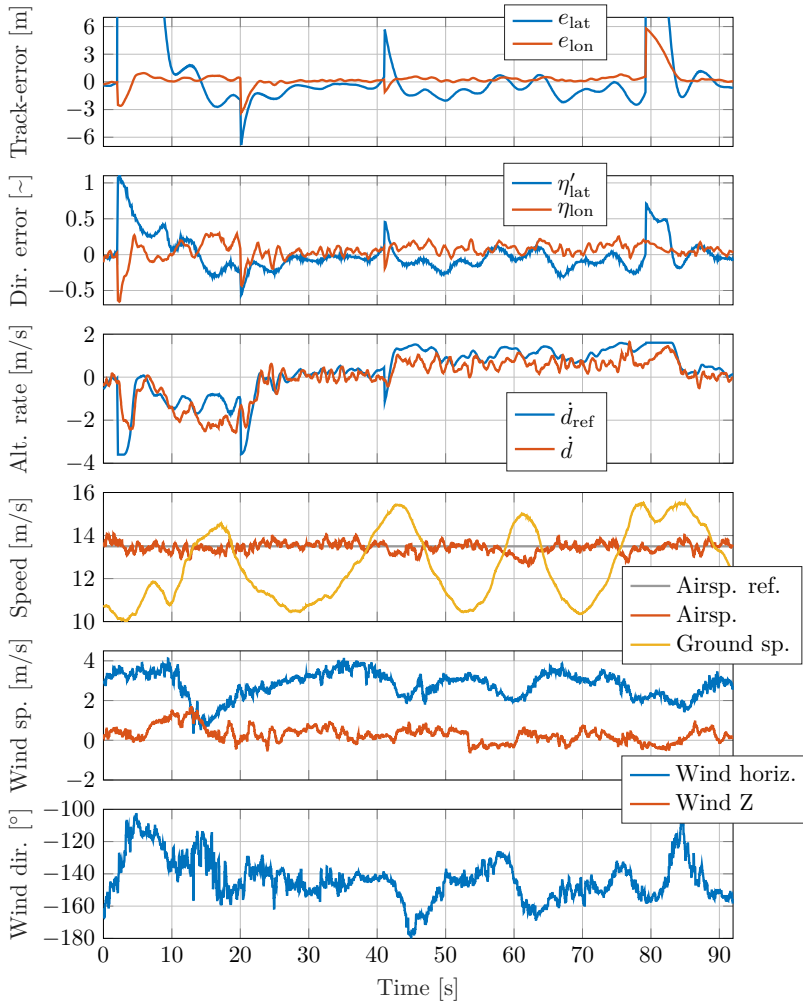 Track-error [m]
6
3
0
−3
−6
e_lat
e_lon
Dir. error [~]
1
0.5
0
−0.5
η′_lat
η_lon
Alt. rate [m/s]
2
0
−2
−4
ḋ_ref
ḋ
Speed [m/s]
16
14
12
10
Airsp. ref.
Airsp.
Ground sp.
Wind sp. [m/s]
4
2
0
−2
Wind horiz.
Wind Z
Wind dir. [°]
−100
−120
−140
−160
−180
0 10 20 30 40 50 60 70 80 90
Time [s]